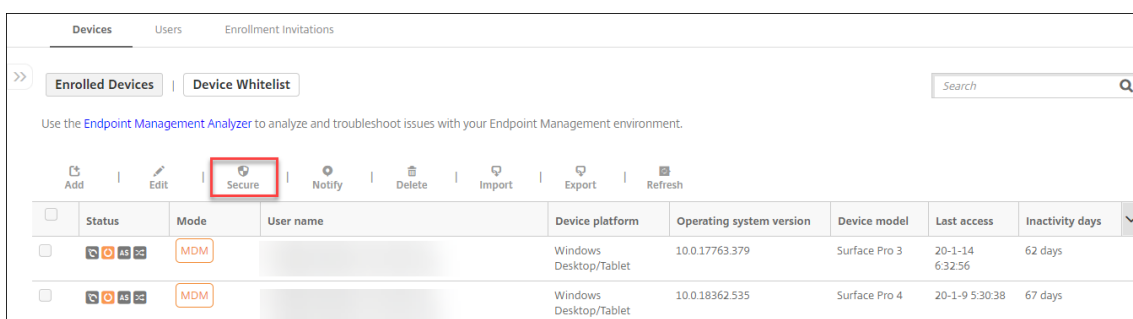 Devices Users Enrollment Invitations
Enrolled Devices | Device Whitelist Search
Use the Endpoint Management Analyzer to analyze and troubleshoot issues with your Endpoint Management environment.
Add | Edit | Secure | Notify | Delete | Import | Export | Refresh
Status Mode User name Device platform Operating system version Device model Last access Inactivity days
AS MDM Windows 10.0.17763.379 Surface Pro 3 20-1-14 62 days
Desktop/Tablet 6:32:56
AS MDM Windows 10.0.18362.535 Surface Pro 4 20-1-9 5:30:38 67 days
Desktop/Tablet